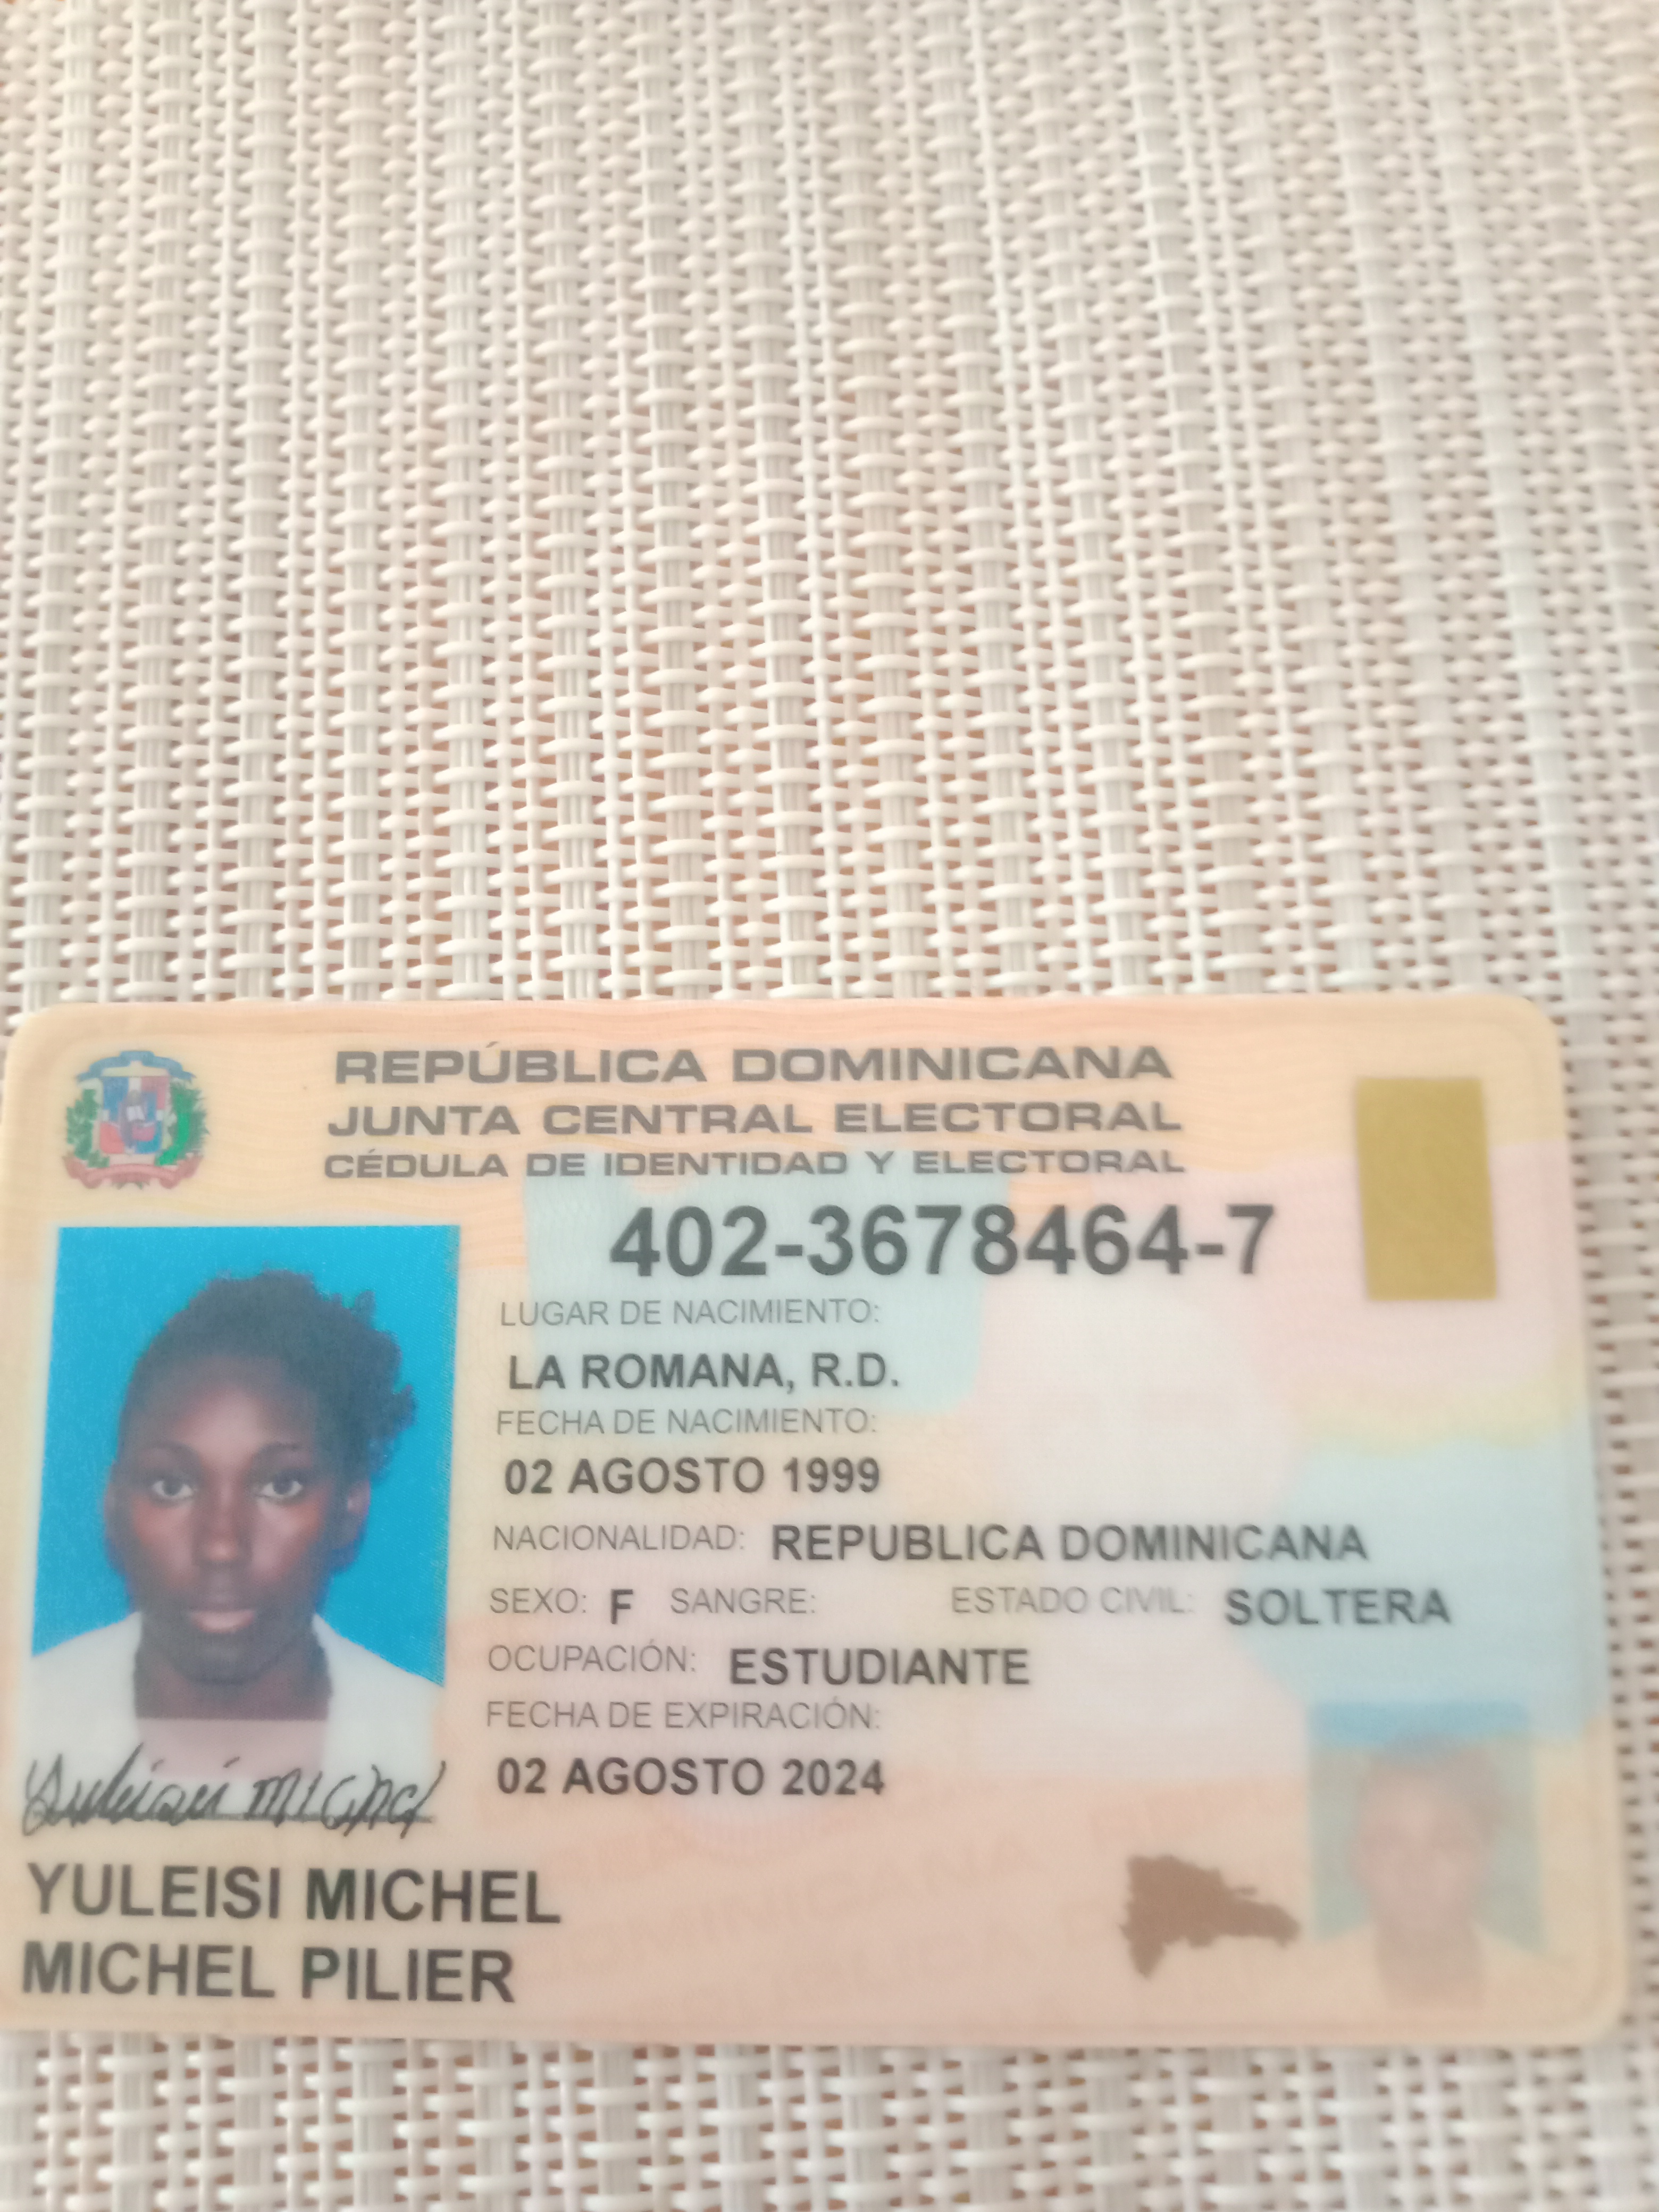 REPÚBLICA DOMINICANA
JUNTA CENTRAL ELECTORAL
CÉDULA DE IDENTIDAD Y ELECTORAL
402-3678464-7
LUGAR DE NACIMIENTO:
LA ROMANA, R.D.
FECHA DE NACIMIENTO:
02 AGOSTO 1999
NACIONALIDAD: REPUBLICA DOMINICANA
SEXO: F SANGRE: ESTADO CIVIL: SOLTERA
OCUPACIÓN: ESTUDIANTE
FECHA DE EXPIRACIÓN:
02 AGOSTO 2024
Yuleisi Michel
YULEISI MICHEL
MICHEL PILIER